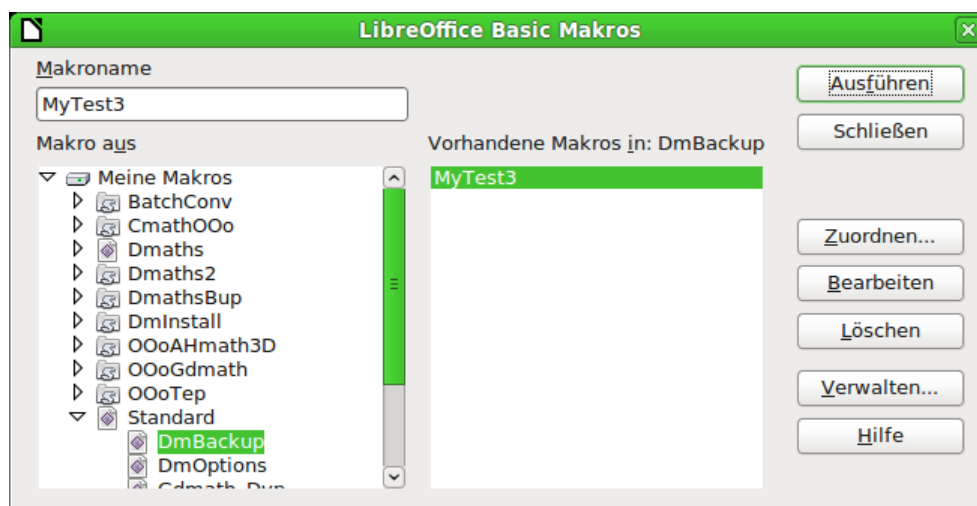 LibreOffice Basic Makros
Makroname
MyTest3
Makro aus
Meine Makros
BatchConv
CmathOOo
Dmaths
Dmaths2
DmathsBup
DmInstall
OOoAHmath3D
OOoGdmath
OOoTep
Standard
DmBackup
DmOptions
Gdmath_Dyn
Vorhandene Makros in: DmBackup
MyTest3
Ausführen
Schließen
Zuordnen...
Bearbeiten
Löschen
Verwalten...
Hilfe